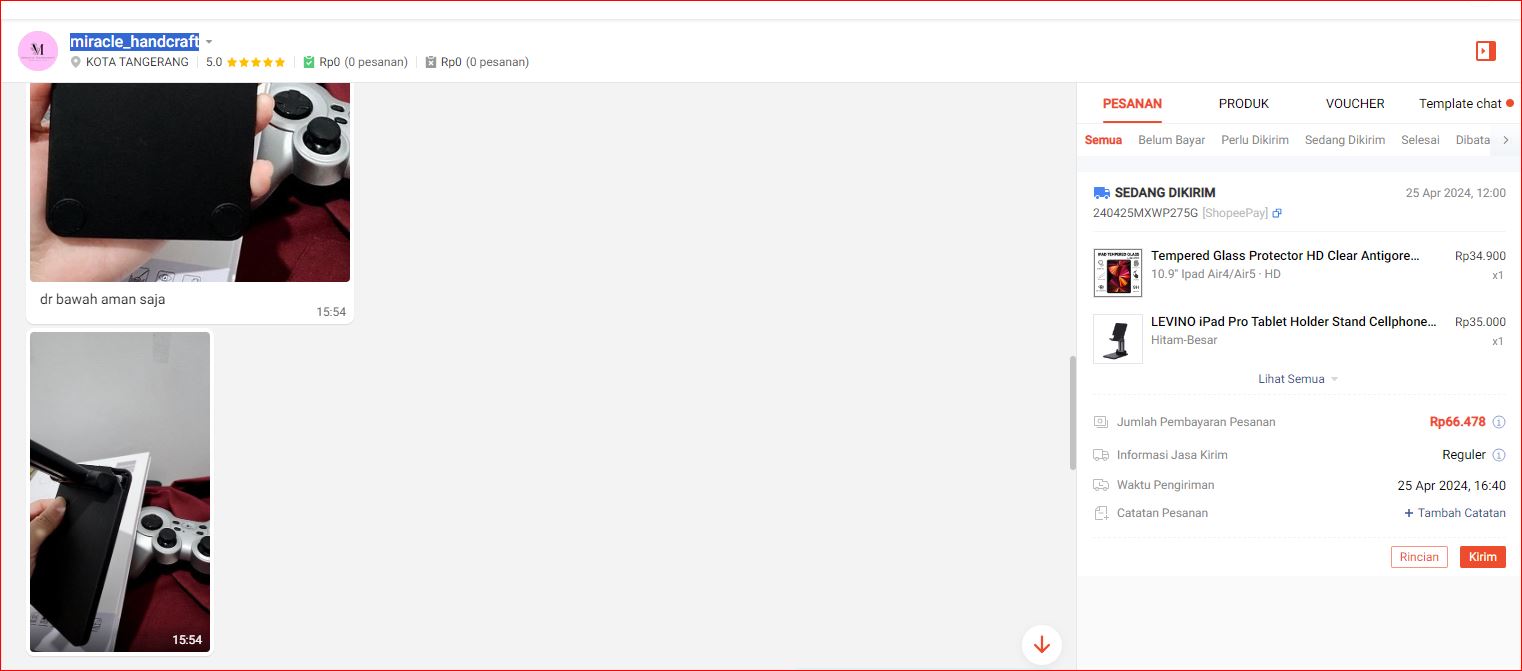 miracle_handcraft
KOTA TANGERANG
5.0
Rp0 (0 pesanan)
Rp0 (0 pesanan)
dr bawah aman saja
15:54
15:54
PESANAN
PRODUK
VOUCHER
Template chat
Semua
Belum Bayar
Perlu Dikirim
Sedang Dikirim
Selesai
Dibata
SEDANG DIKIRIM
25 Apr 2024, 12:00
240425MXWP275G [ShopeePay]
Tempered Glass Protector HD Clear Antigore...
Rp34.900
10.9" Ipad Air4/Air5 · HD
x1
LEVINO iPad Pro Tablet Holder Stand Cellphone...
Rp35.000
Hitam-Besar
x1
Lihat Semua
Jumlah Pembayaran Pesanan
Rp66.478
Informasi Jasa Kirim
Reguler
Waktu Pengiriman
25 Apr 2024, 16:40
Catatan Pesanan
+ Tambah Catatan
Rincian
Kirim